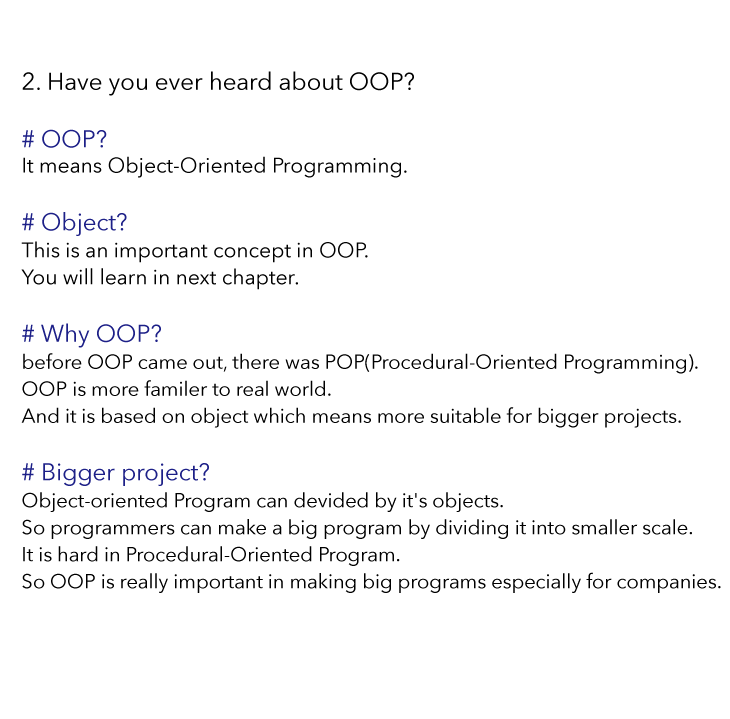 2. Have you ever heard about OOP?
# OOP?
It means Object-Oriented Programming.
# Object?
This is an important concept in OOP.
You will learn in next chapter.
# Why OOP?
before OOP came out, there was POP(Procedural-Oriented Programming).
OOP is more familer to real world.
And it is based on object which means more suitable for bigger projects.
# Bigger project?
Object-oriented Program can devided by it's objects.
So programmers can make a big program by dividing it into smaller scale.
It is hard in Procedural-Oriented Program.
So OOP is really important in making big programs especially for companies.